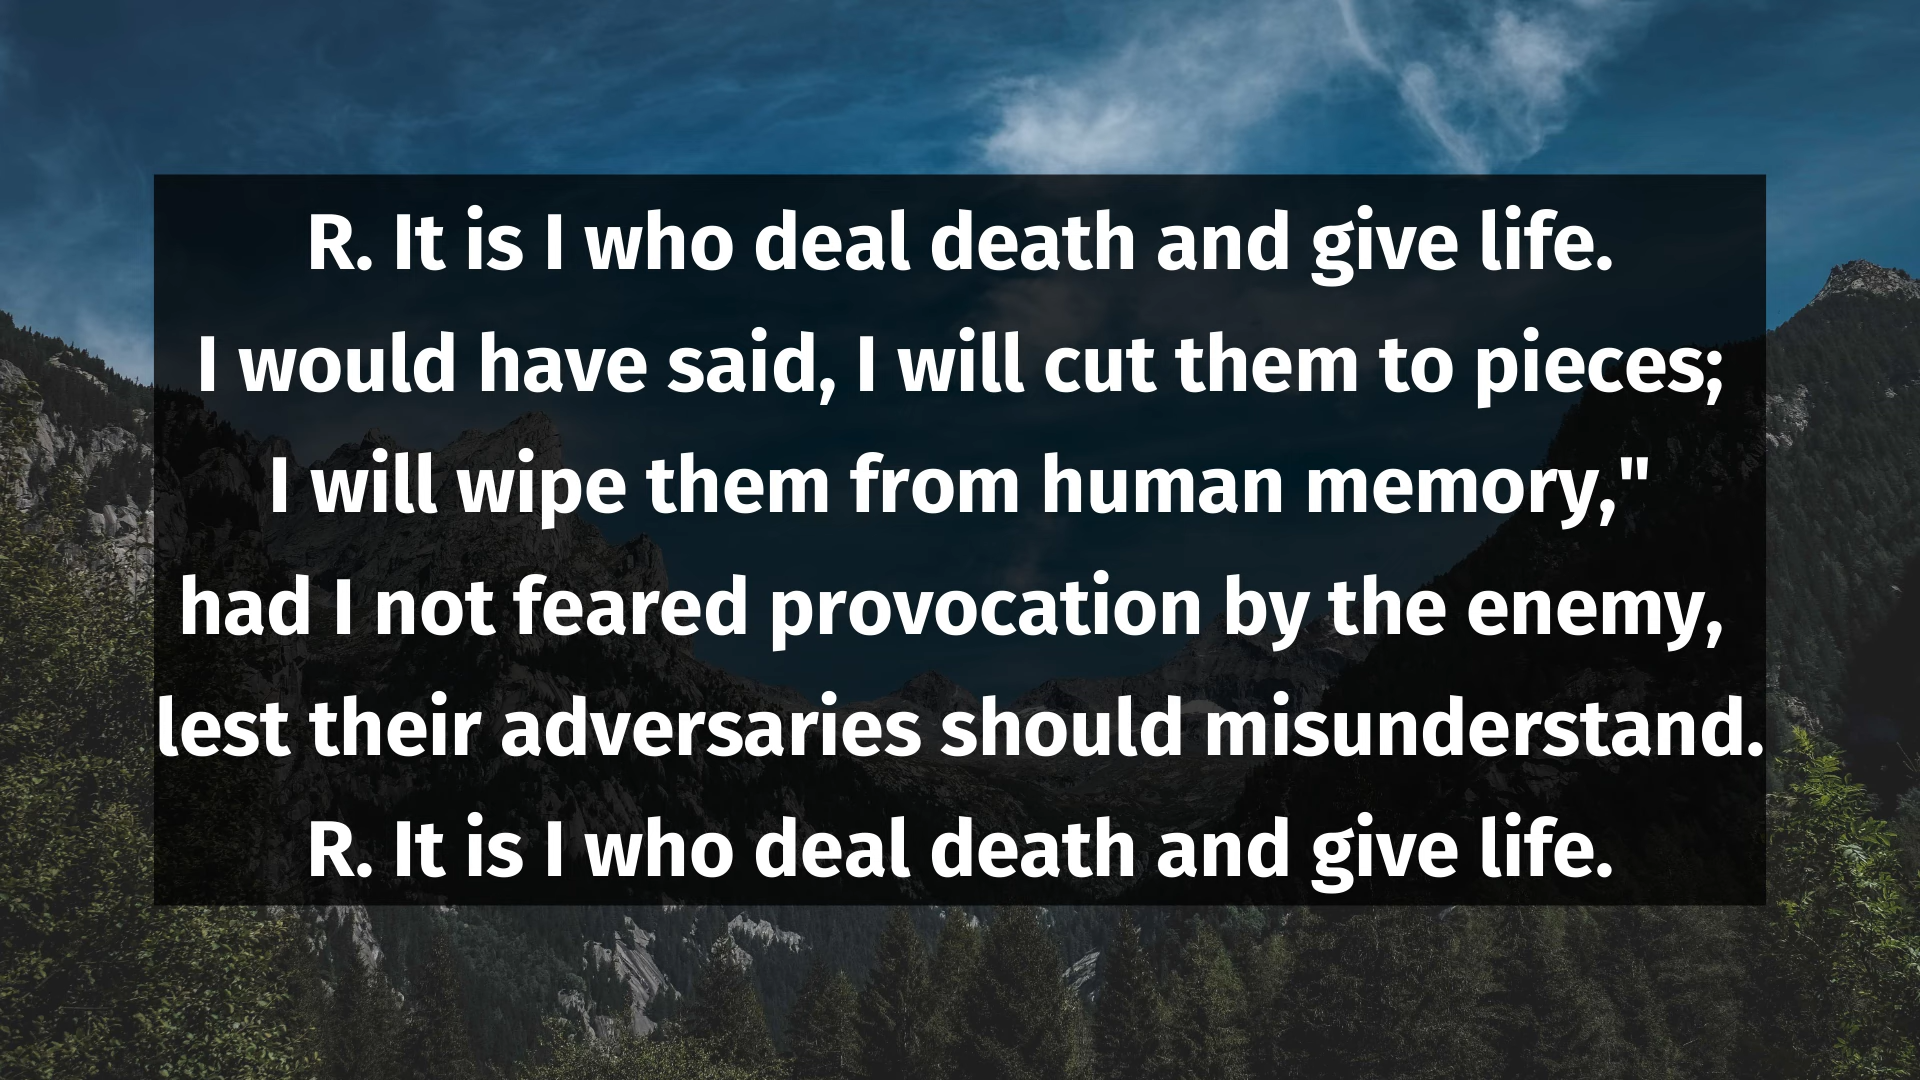 R. It is I who deal death and give life.
I would have said, I will cut them to pieces;
I will wipe them from human memory,"
had I not feared provocation by the enemy,
lest their adversaries should misunderstand.
R. It is I who deal death and give life.